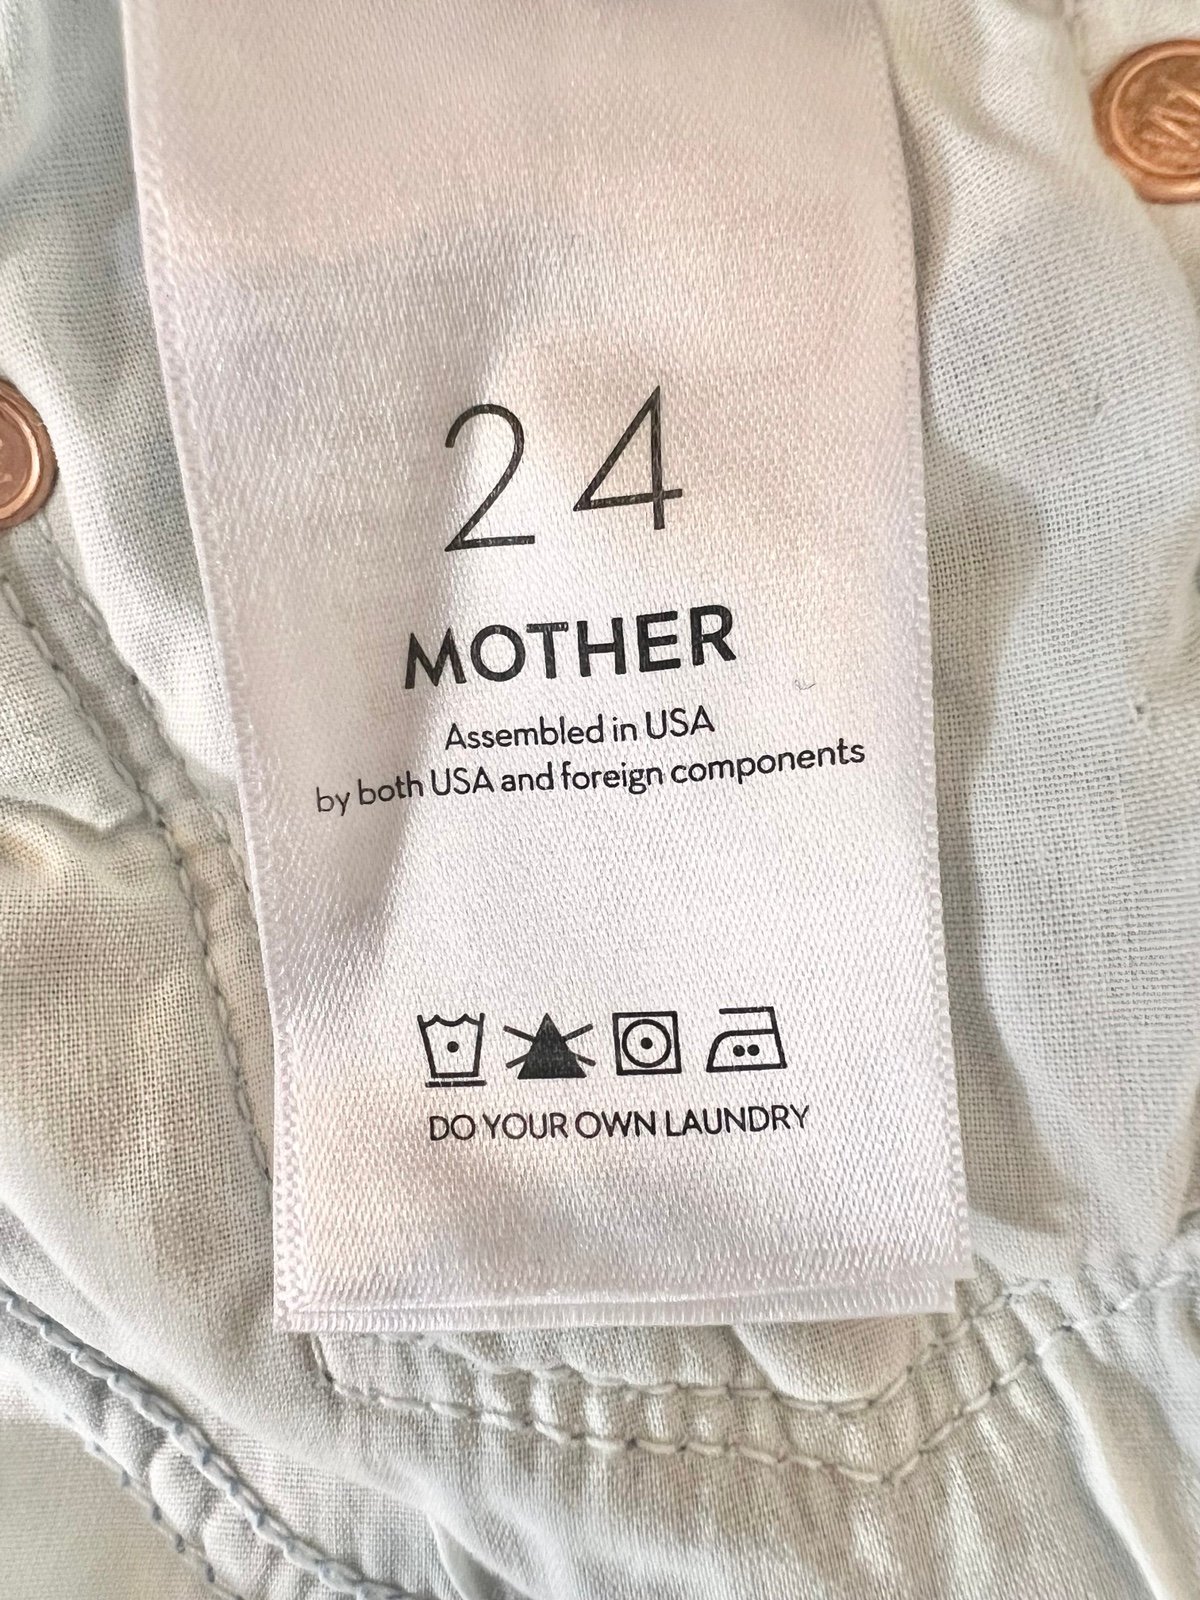 24
MOTHER
Assembled in USA
by both USA and foreign components
DO YOUR OWN LAUNDRY